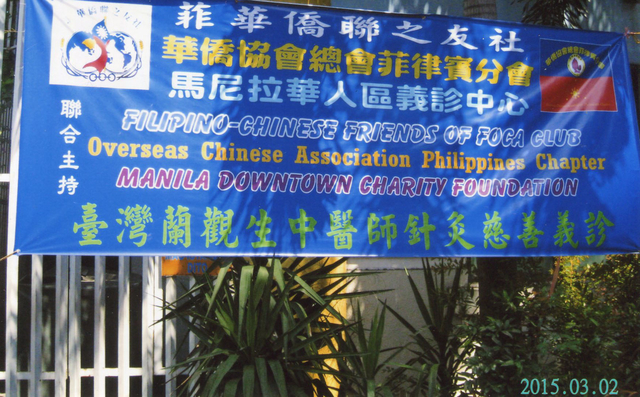 菲華僑聯之友社
華僑協會總會菲律賓分會
馬尼拉華人區義診中心
聯合主持
FILIPINO-CHINESE FRIENDS OF FOCA CLUB
Overseas Chinese Association Philippines Chapter
MANILA DOWNTOWN CHARITY FOUNDATION
臺灣蘭觀生中醫師針灸慈善義診
2015.03.02